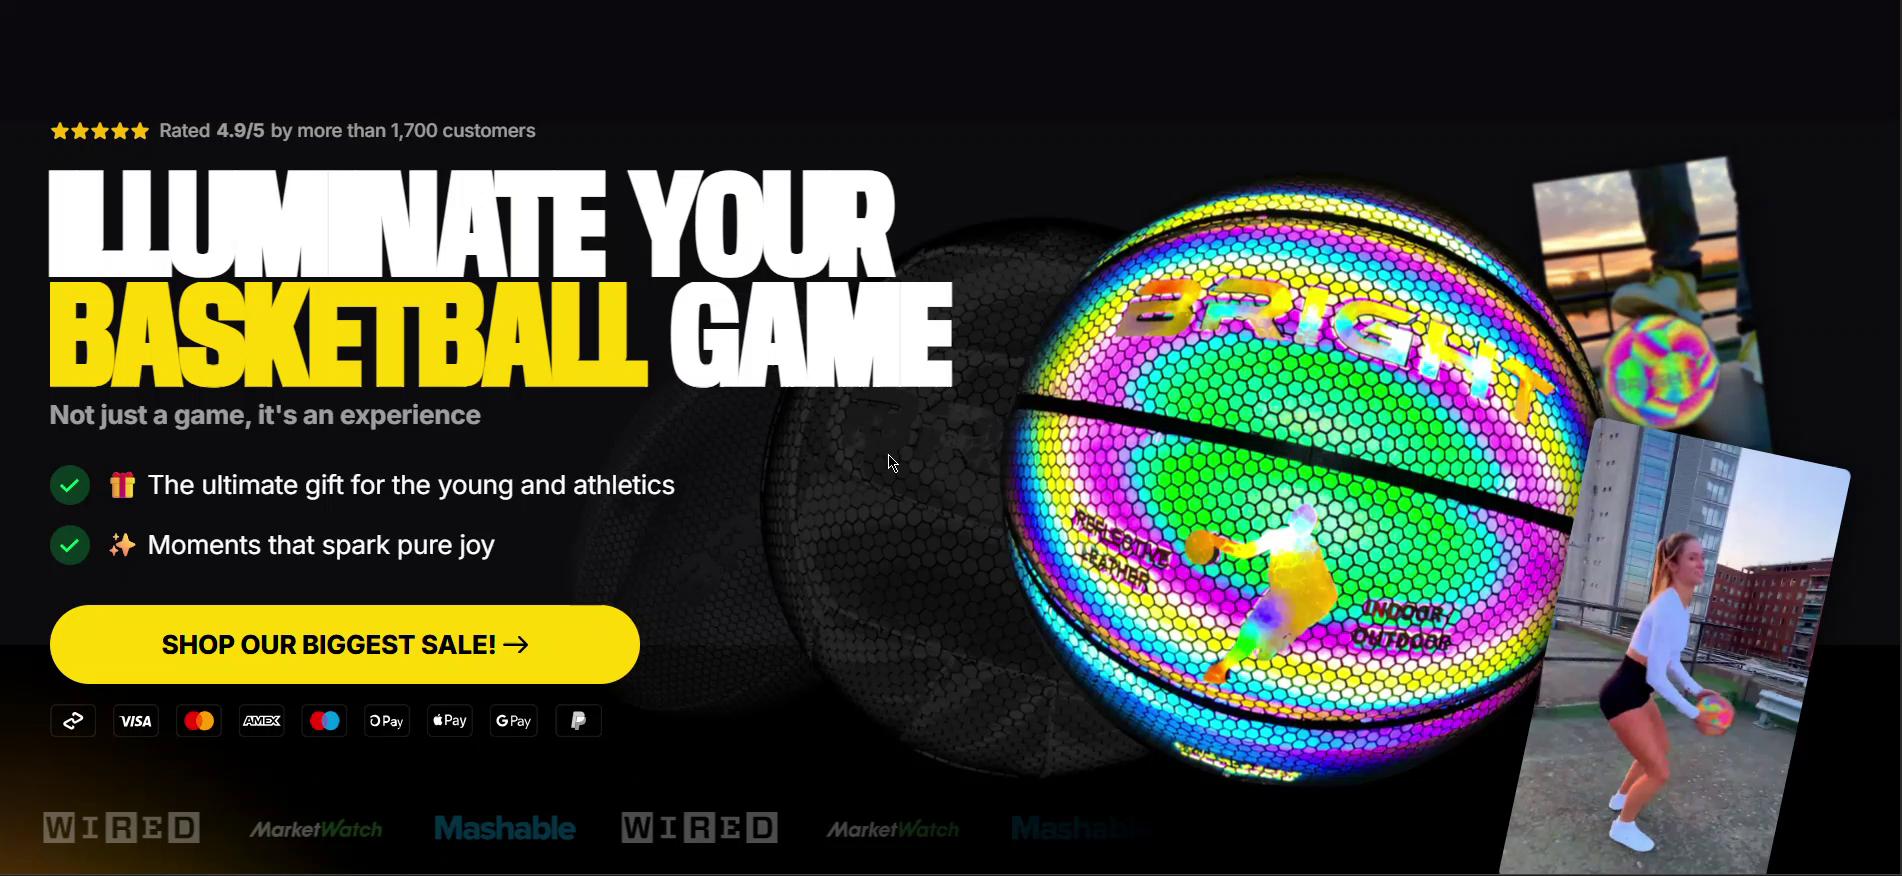 Rated 4.9/5 by more than 1,700 customers
ILLUMINATE YOUR
BASKETBALL GAME
Not just a game, it's an experience
The ultimate gift for the young and athletics
Moments that spark pure joy
SHOP OUR BIGGEST SALE! →
VISA
AMEX
Pay
Pay
G Pay
WIRED
MarketWatch
Mashable
WIRED
MarketWatch
Mashable
BRIGHT
REFLECTIVE
LEATHER
INDOOR/
OUTDOOR